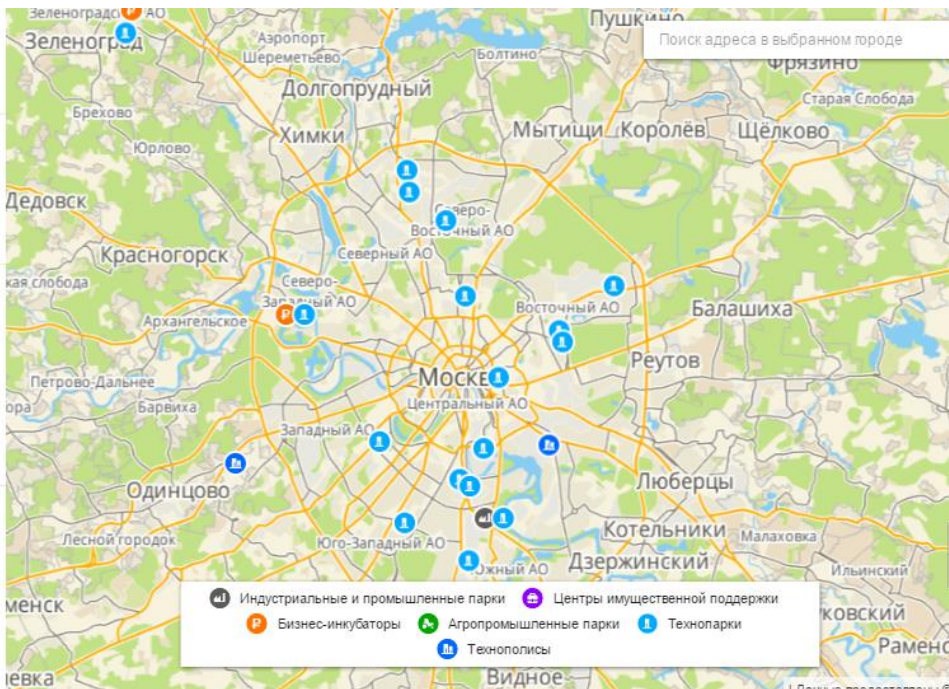 Пушкино
Зеленоград
Аэропорт
Шереметьево
Болтино
Поиск адреса в выбранном городе
Фрязино
Долгопрудный
Старая Слобода
Брехово
Химки
Мытищи
Королёв
Щёлково
Юрлово
Дедовск
Северо-
Восточный АО
Красногорск
Северный АО
Северо-
Западный АО
Восточный АО
Балашиха
Архангельское
Реутов
Петрово-Дальнее
Барвиха
Центральный АО
Западный АО
Одинцово
Люберцы
Лесной городок
Юго-Западный АО
Котельники
Малаховка
Южный АО
Дзержинский
Ильинский
Индустриальные и промышленные парки
Центры имущественной поддержки
Бизнес-инкубаторы
Агропромышленные парки
Технопарки
Технополисы
Видное